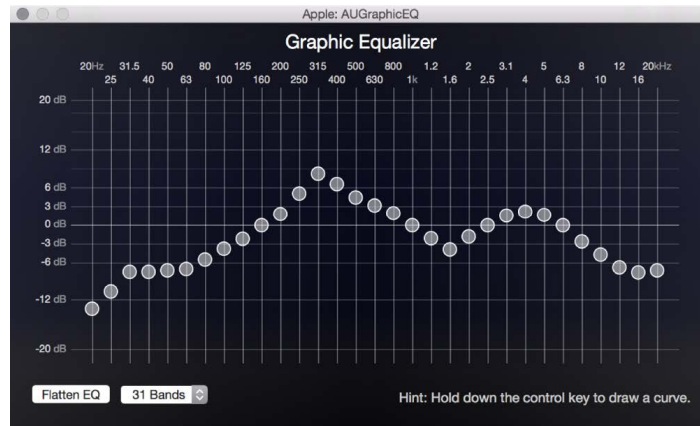 Apple: AUGraphicEQ
Graphic Equalizer
20Hz 31.5 50 80 125 200 315 500 800 1.2 2 3.1 5 8 12 20kHz
25 40 63 100 160 250 400 630 1k 1.6 2.5 4 6.3 10 16
20 dB
12 dB
6 dB
3 dB
0 dB
-3 dB
-6 dB
-12 dB
-20 dB
Flatten EQ 31 Bands Hint: Hold down the control key to draw a curve.